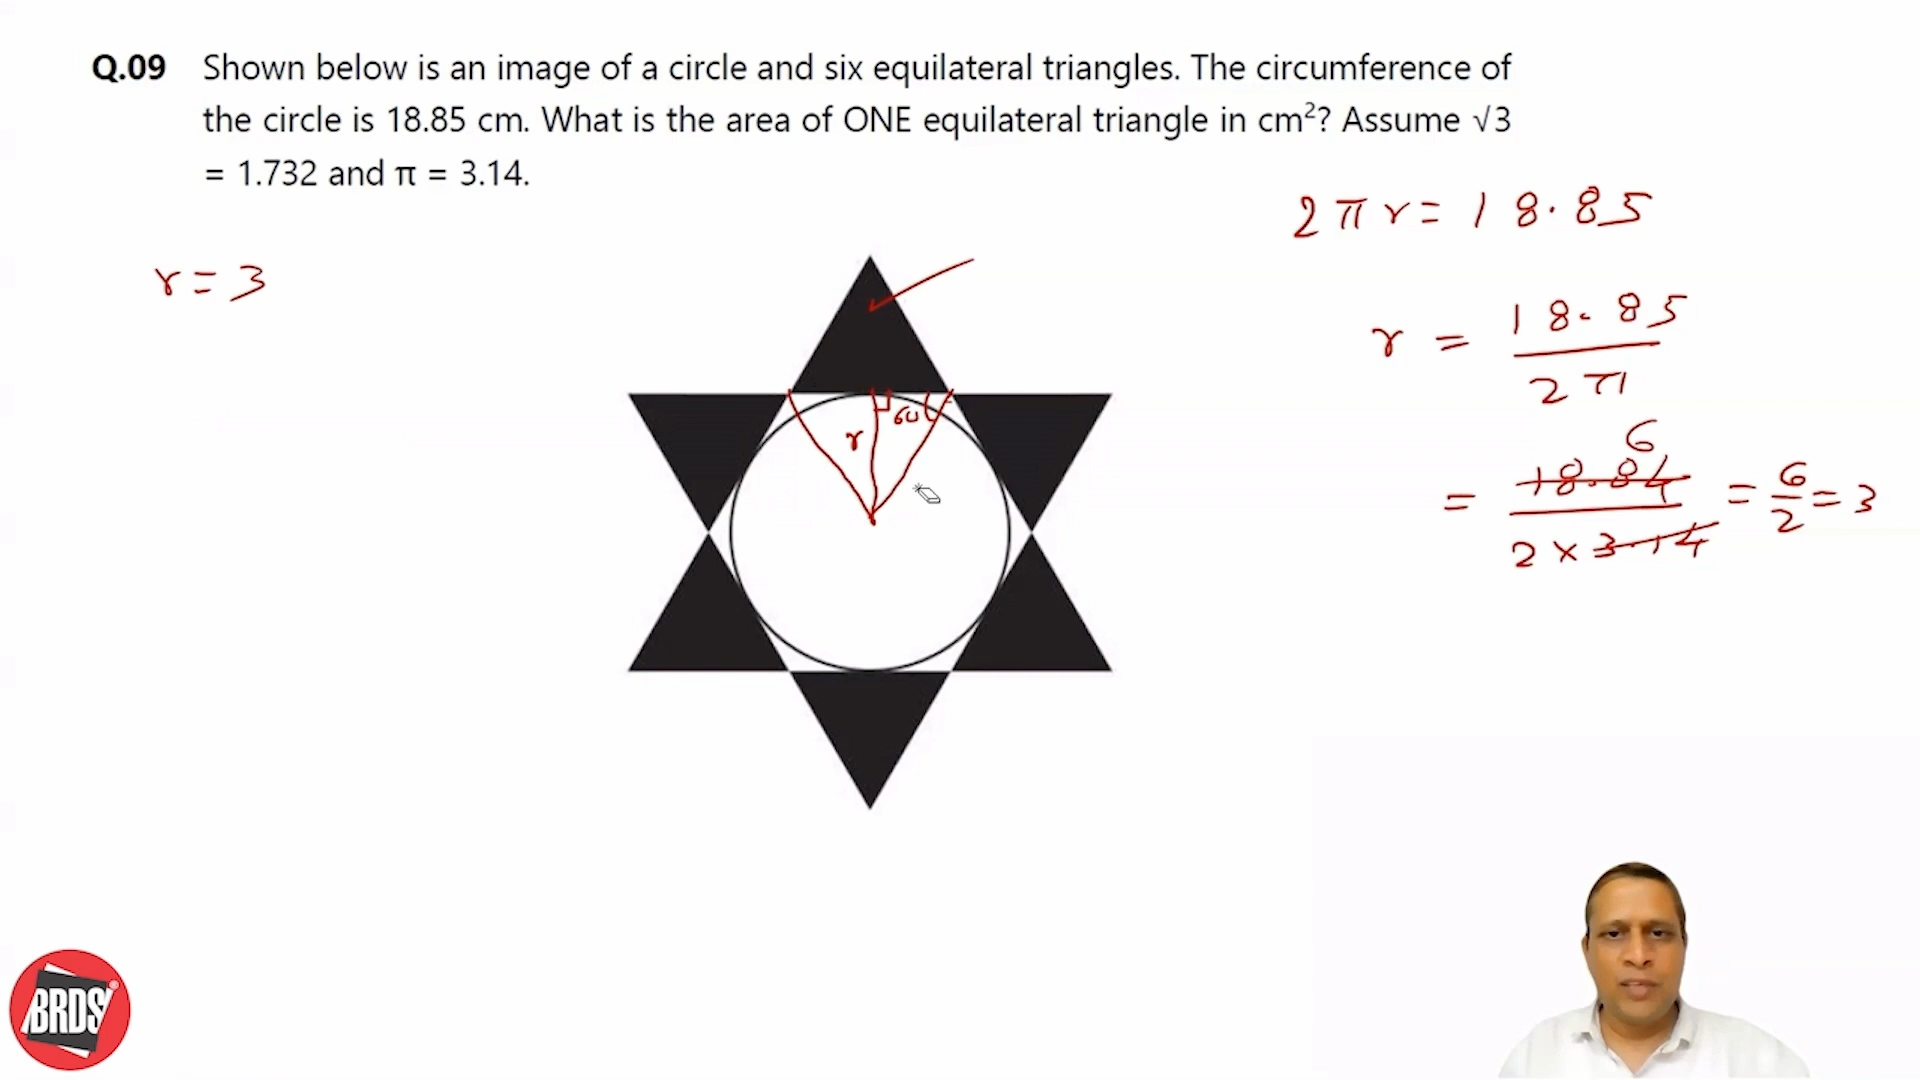 Q.09 Shown below is an image of a circle and six equilateral triangles. The circumference of
the circle is 18.85 cm. What is the area of ONE equilateral triangle in cm²? Assume √3
= 1.732 and π = 3.14.
2πr = 18.85
r = 3
r = 18.85 / 2π
6
= 18.84 / 2 × 3.14 = 6/2 = 3
60
r
BRDS